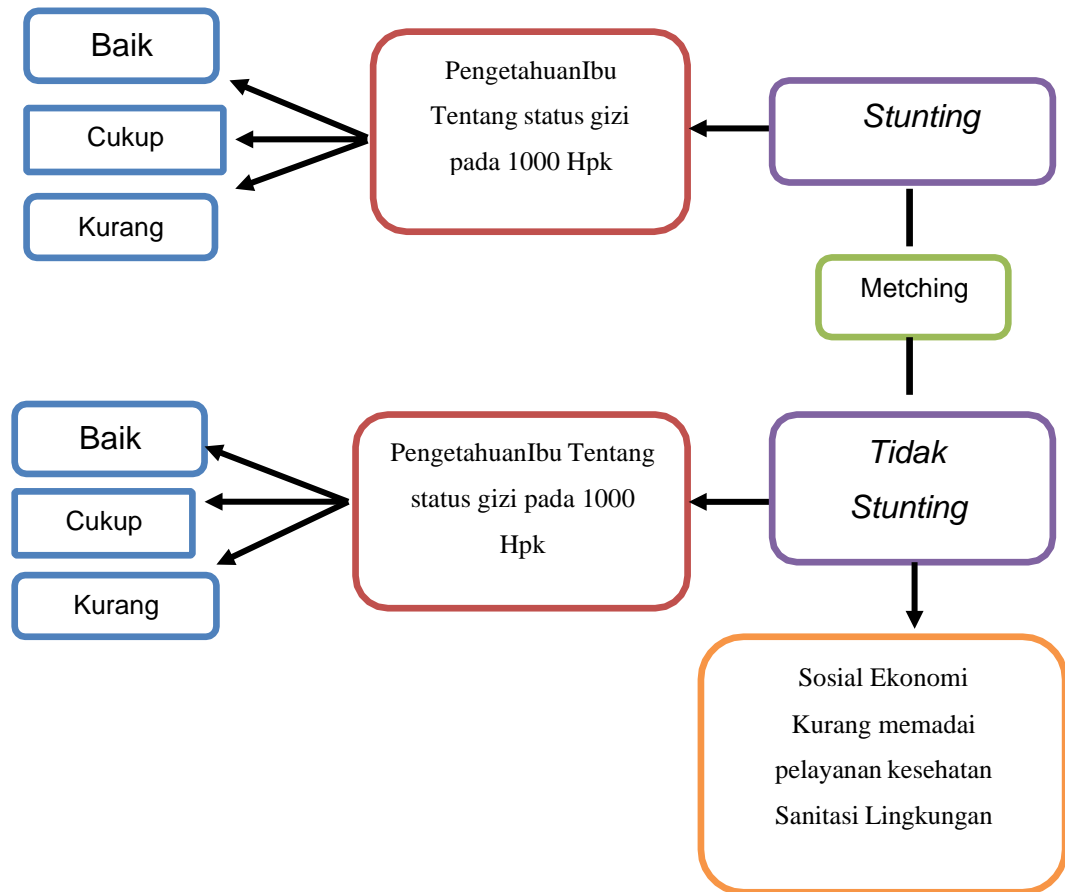 Baik
Cukup
Kurang
PengetahuanIbu
Tentang status gizi
pada 1000 Hpk
Stunting
Metching
Baik
Cukup
Kurang
PengetahuanIbu Tentang
status gizi pada 1000
Hpk
Tidak
Stunting
Sosial Ekonomi
Kurang memadai
pelayanan kesehatan
Sanitasi Lingkungan